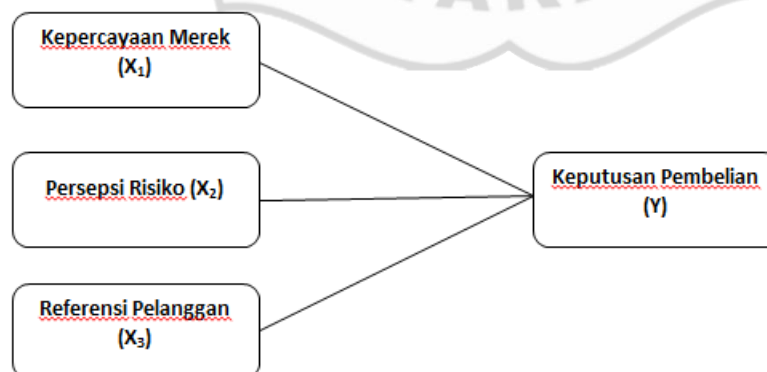 Kepercayaan Merek
(X₁)
Persepsi Risiko (X₂)
Referensi Pelanggan
(X₃)
Keputusan Pembelian
(Y)